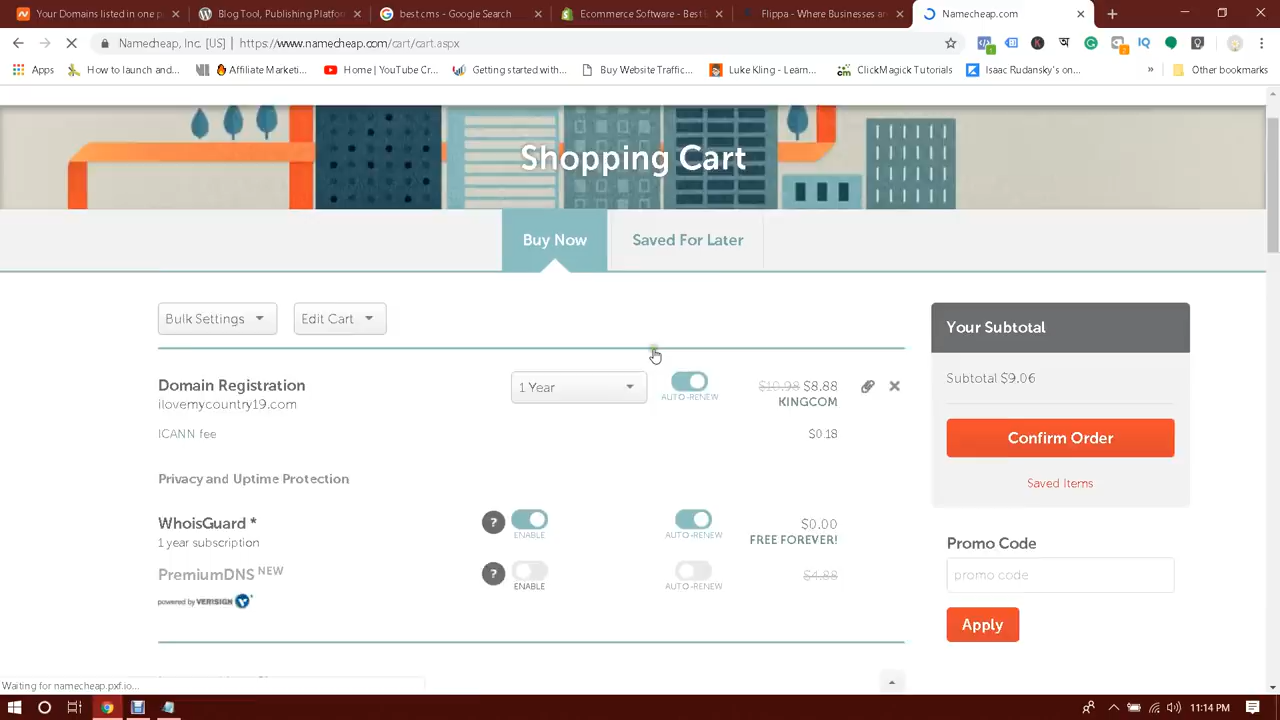 Your Domains listed in one p
Blog Tool, Publishing Platfor
best cms - Google Search
Ecommerce Software - Best E
Flippa - Where Businesses an
Namecheap.com
Namecheap, Inc. [US] | https://www.namecheap.com/cart/cart.aspx
Apps
How to launch and...
Affiliate Marketi...
Home | YouTube Cr...
Getting started with...
Buy Website Traffic...
Luke Kling - Learn...
ClickMagick Tutorials
Isaac Rudansky's on...
Other bookmarks
Shopping Cart
Buy Now
Saved For Later
Bulk Settings
Edit Cart
Your Subtotal
Subtotal $9.06
Domain Registration
1 Year
$10.98 $8.88
ilovemycountry19.com
AUTO-RENEW
KINGCOM
ICANN fee
$0.18
Confirm Order
Saved Items
Privacy and Uptime Protection
WhoisGuard *
?
ENABLE
AUTO-RENEW
$0.00
1 year subscription
FREE FOREVER!
Promo Code
PremiumDNS NEW
?
ENABLE
AUTO-RENEW
$4.88
promo code
powered by VERISIGN
Apply
Waiting for namecheap.pxf.io...
11:14 PM